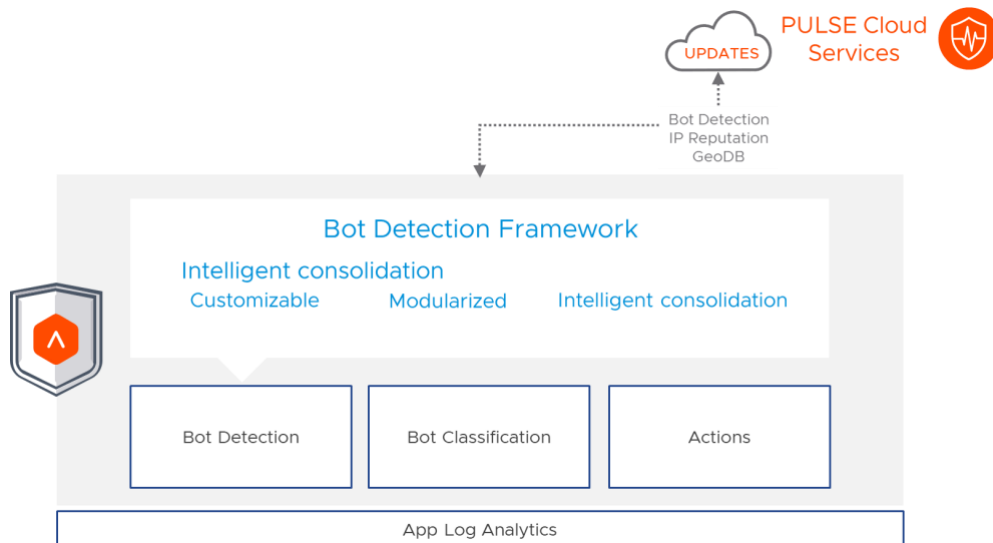 PULSE Cloud
Services
UPDATES
Bot Detection
IP Reputation
GeoDB
Bot Detection Framework
Intelligent consolidation
Customizable
Modularized
Intelligent consolidation
Bot Detection
Bot Classification
Actions
App Log Analytics